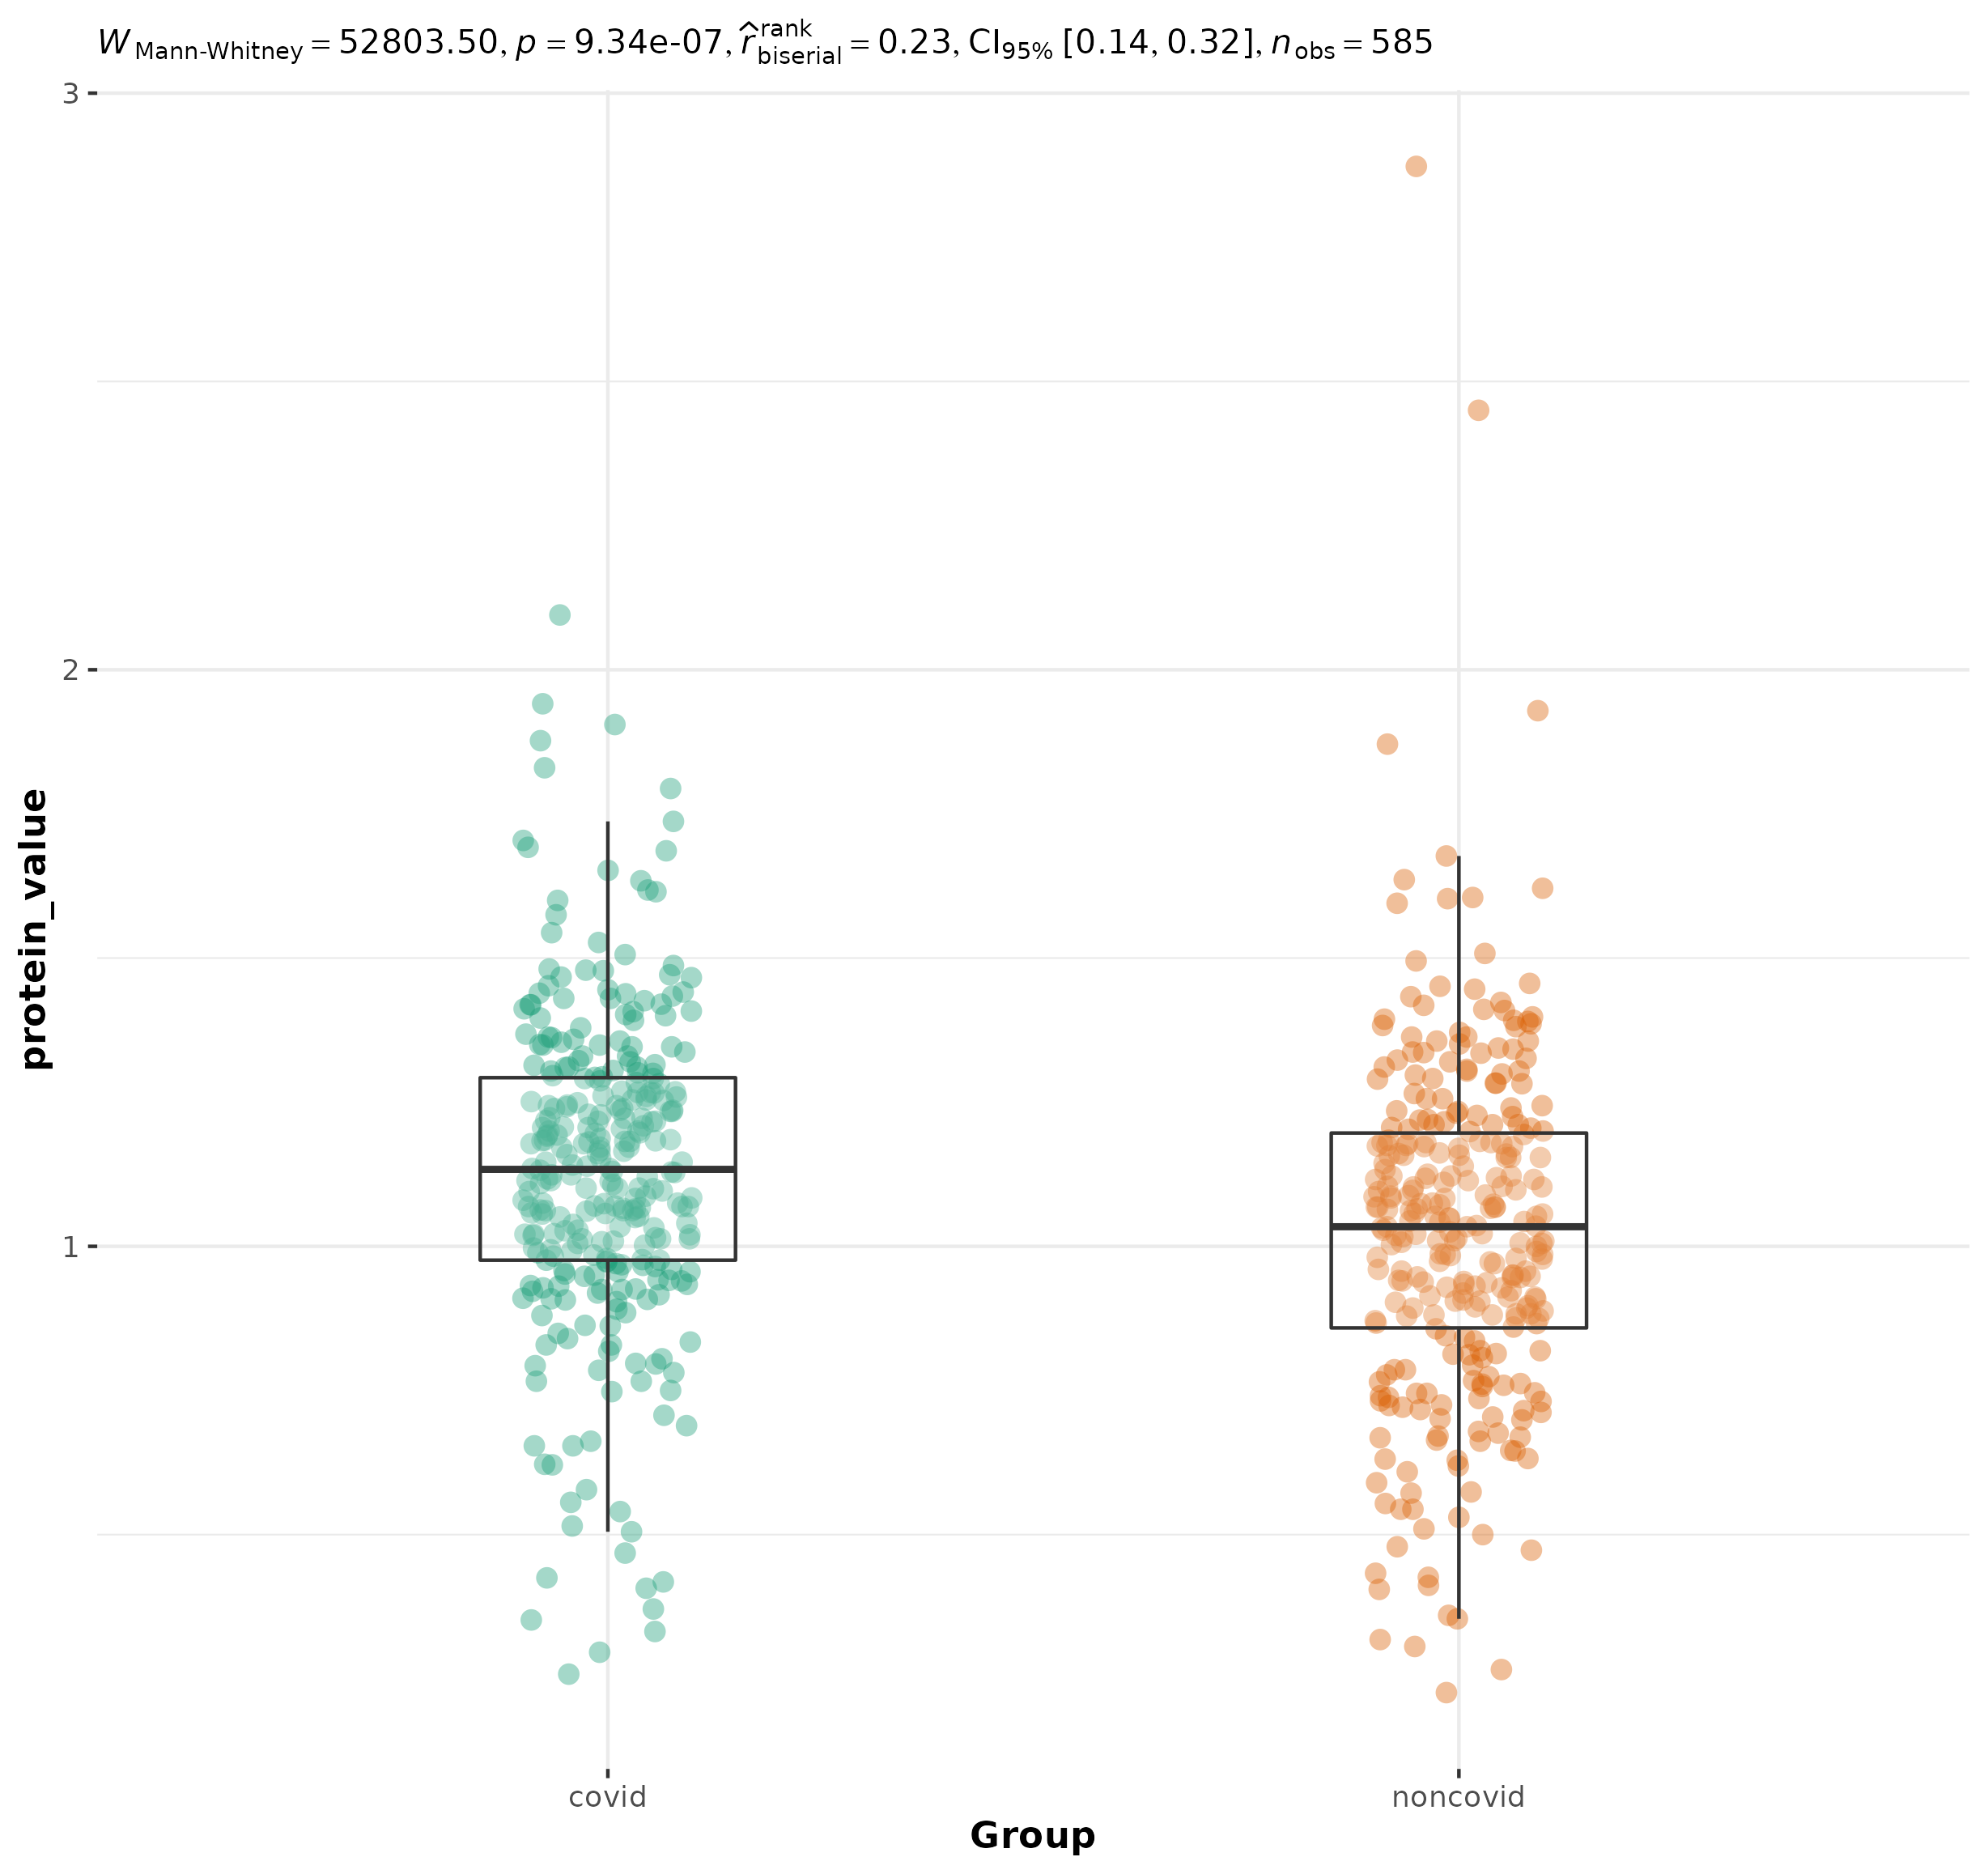 W Mann-Whitney = 52803.50, p = 9.34e-07, r̂ rank biserial = 0.23, CI95% [0.14, 0.32], n obs = 585
3
2
1
protein_value
covid noncovid
Group